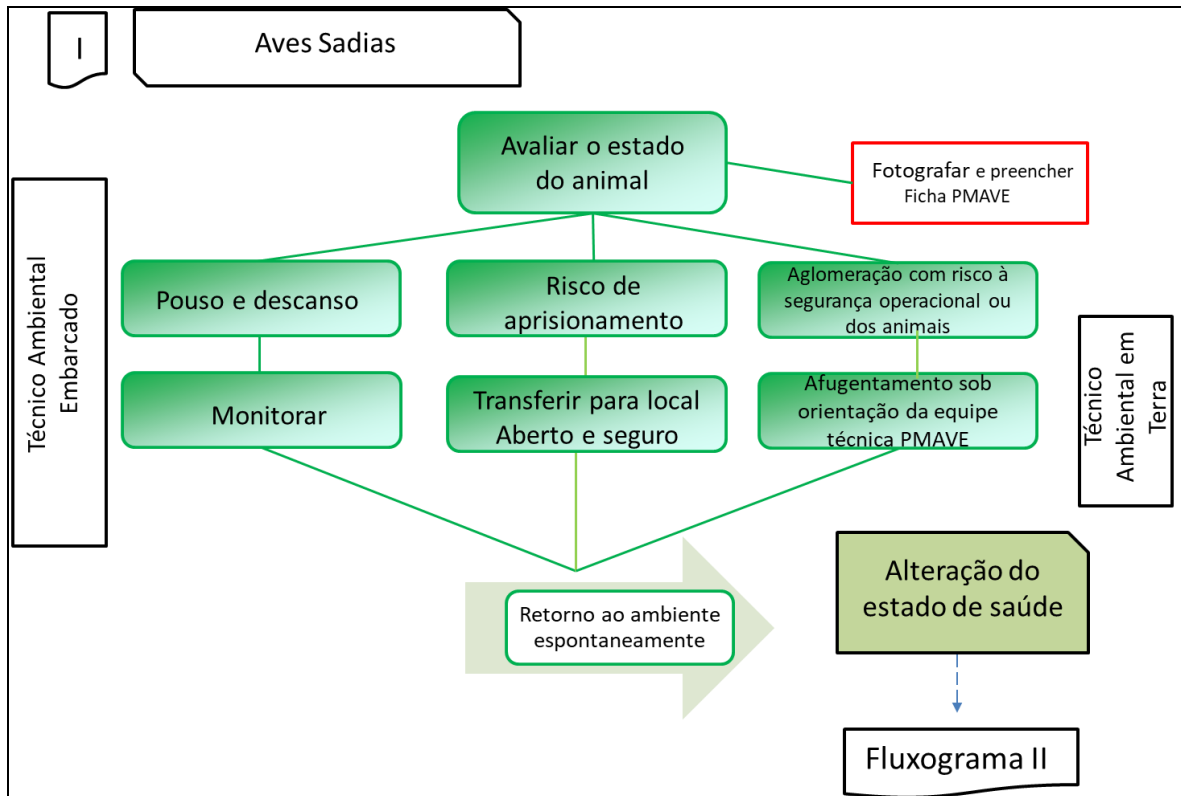 I
Aves Sadias
Avaliar o estado
do animal
Fotografar e preencher
Ficha PMAVE
Técnico Ambiental
Embarcado
Pouso e descanso
Risco de
aprisionamento
Aglomeração com risco à
segurança operacional ou
dos animais
Monitorar
Transferir para local
Aberto e seguro
Afugentamento sob
orientação da equipe
técnica PMAVE
Técnico
Ambiental em
Terra
Retorno ao ambiente
espontaneamente
Alteração do
estado de saúde
Fluxograma II